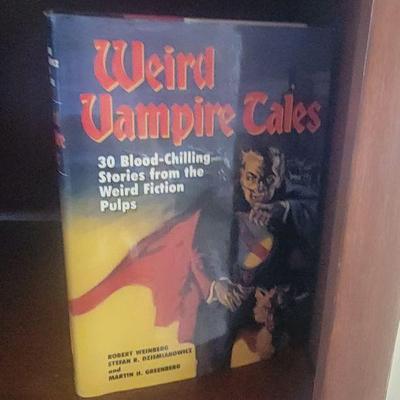 Weird
Vampire Tales
30 Blood-Chilling
Stories from the
Weird Fiction
Pulps
ROBERT WEINBERG
STEFAN R. DZIEMIANOWICZ
and
MARTIN H. GREENBERG